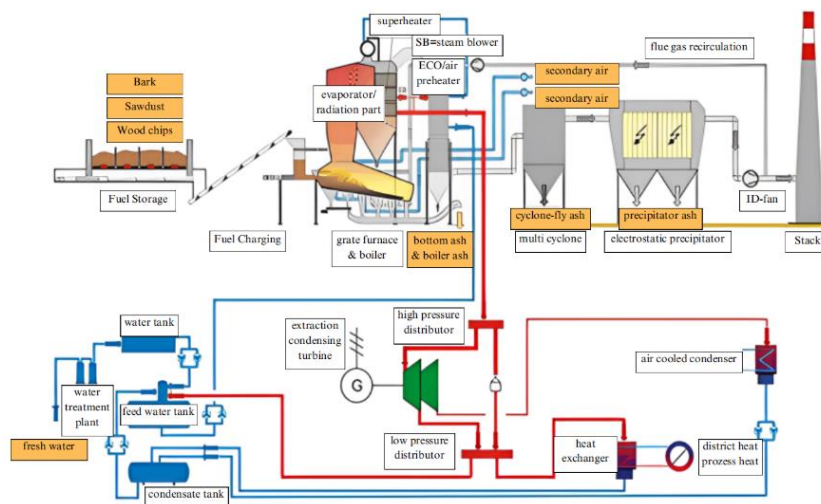 superheater
SB=steam blower
flue gas recirculation
ECO/air
preheater
secondary air
secondary air
Bark
Sawdust
Wood chips
evaporator/
radiation part
SB
Fuel Storage
Fuel Charging
grate furnace
& boiler
bottom ash
& boiler ash
cyclone-fly ash
multi cyclone
precipitator ash
electrostatic precipitator
ID-fan
Stack
water tank
extraction
condensing
turbine
high pressure
distributor
air cooled condenser
G
water
treatment
plant
feed water tank
fresh water
condensate tank
low pressure
distributor
heat
exchanger
district heat
prozess heat